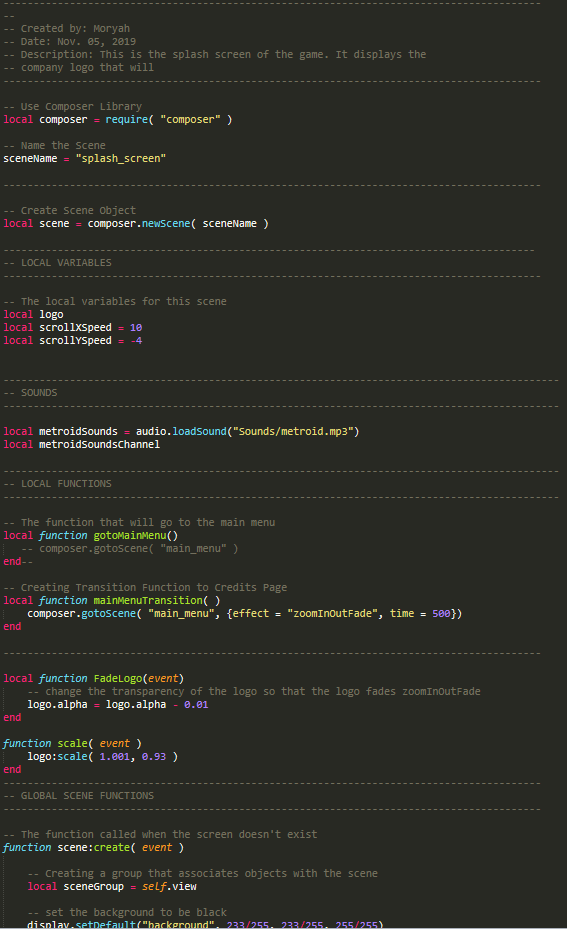 --------------------------------------------------------------------------------------
--
-- Created by: Moryah
-- Date: Nov. 05, 2019
-- Description: This is the splash screen of the game. It displays the
-- company logo that will
--------------------------------------------------------------------------------------
-- Use Composer Library
local composer = require( "composer" )
-- Name the Scene
sceneName = "splash_screen"
--------------------------------------------------------------------------------------
-- Create Scene Object
local scene = composer.newScene( sceneName )
-------------------------------------------------------------------------------------
-- LOCAL VARIABLES
--------------------------------------------------------------------------------------
-- The local variables for this scene
local logo
local scrollXSpeed = 10
local scrollYSpeed = -4
-----------------------------------------------------------------------------------------
-- SOUNDS
-----------------------------------------------------------------------------------------
local metroidSounds = audio.loadSound("Sounds/metroid.mp3")
local metroidSoundsChannel
-----------------------------------------------------------------------------------------
-- LOCAL FUNCTIONS
-----------------------------------------------------------------------------------------
-- The function that will go to the main menu
local function gotoMainMenu()
-- composer.gotoScene( "main_menu" )
end--
-- Creating Transition Function to Credits Page
local function mainMenuTransition( )
composer.gotoScene( "main_menu", {effect = "zoomInOutFade", time = 500})
end
--------------------------------------------------------------------------------------
local function FadeLogo(event)
-- change the transparency of the logo so that the logo fades zoomInOutFade
logo.alpha = logo.alpha - 0.01
end
function scale( event )
logo:scale( 1.001, 0.93 )
end
--------------------------------------------------------------------------------------
-- GLOBAL SCENE FUNCTIONS
--------------------------------------------------------------------------------------
-- The function called when the screen doesn't exist
function scene:create( event )
-- Creating a group that associates objects with the scene
local sceneGroup = self.view
-- set the background to be black
display.setDefault("background", 233/255, 233/255, 255/255)